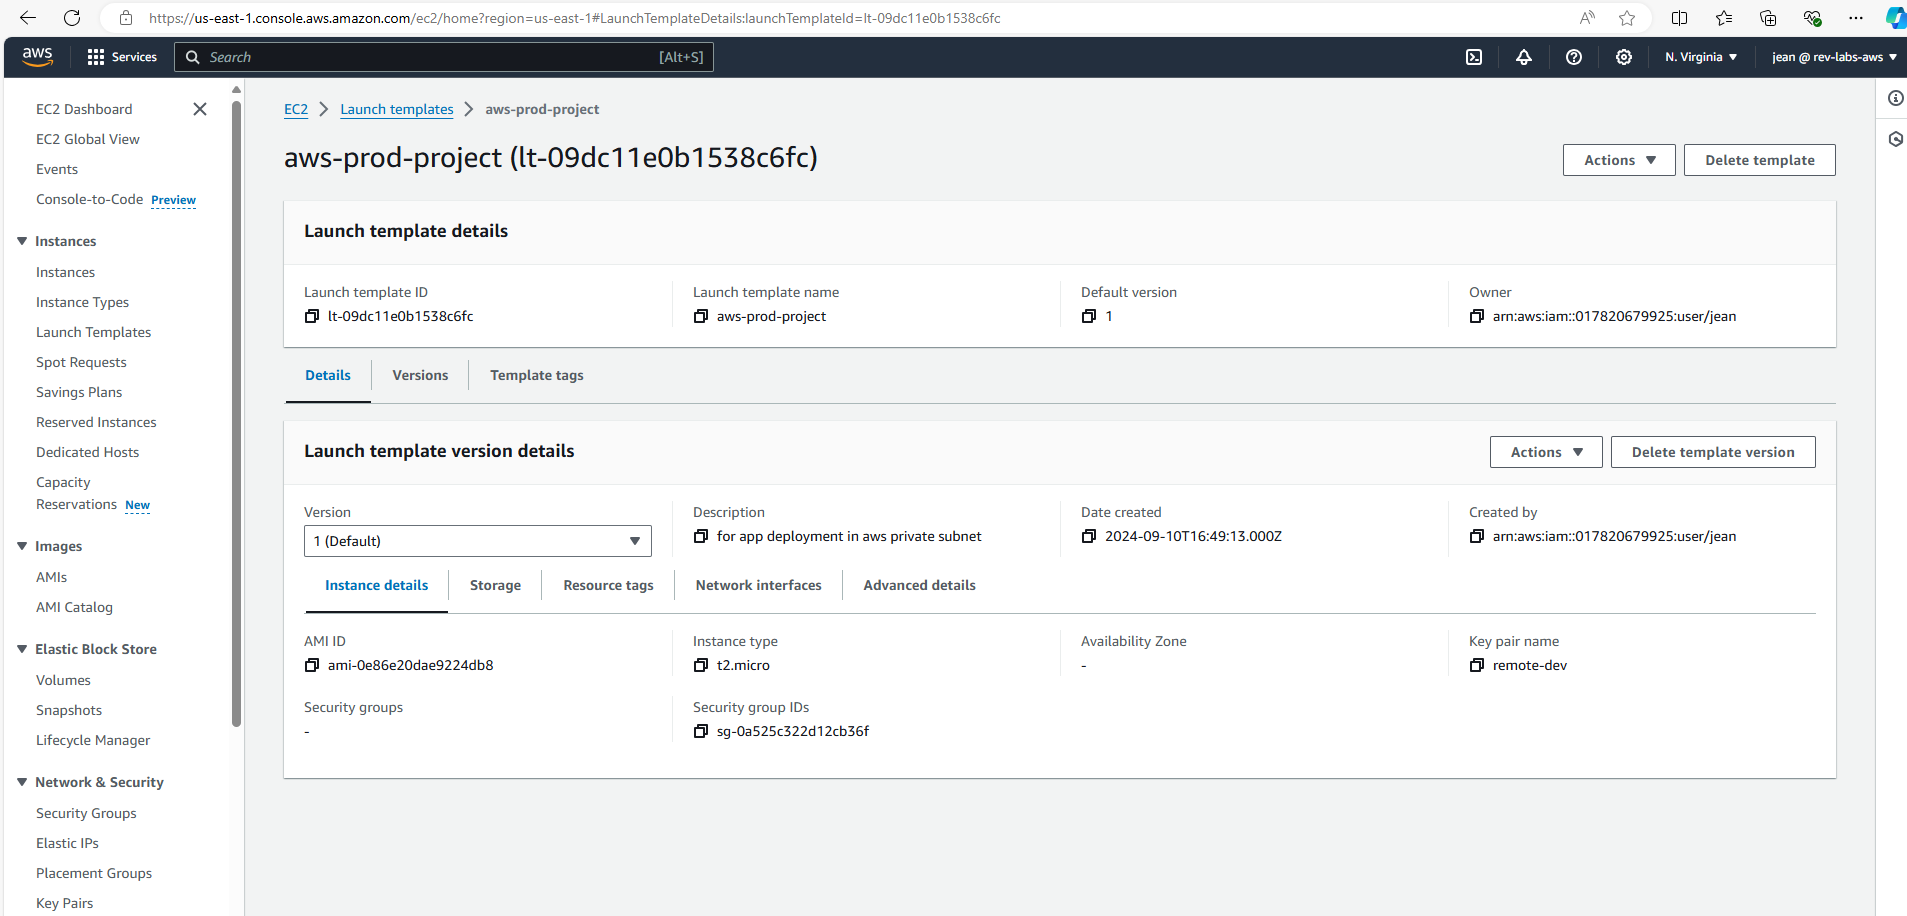 https://us-east-1.console.aws.amazon.com/ec2/home?region=us-east-1#LaunchTemplateDetails:launchTemplateId=lt-09dc11e0b1538c6fc
aws Services Search [Alt+S] N. Virginia jean @ rev-labs-aws
EC2 Dashboard
EC2 Global View
Events
Console-to-Code Preview
Instances
Instances
Instance Types
Launch Templates
Spot Requests
Savings Plans
Reserved Instances
Dedicated Hosts
Capacity
Reservations New
Images
AMIs
AMI Catalog
Elastic Block Store
Volumes
Snapshots
Lifecycle Manager
Network & Security
Security Groups
Elastic IPs
Placement Groups
Key Pairs
EC2 Launch templates aws-prod-project
aws-prod-project (lt-09dc11e0b1538c6fc)
Actions Delete template
Launch template details
Launch template ID Launch template name Default version Owner
lt-09dc11e0b1538c6fc aws-prod-project 1 arn:aws:iam::017820679925:user/jean
Details Versions Template tags
Launch template version details
Actions Delete template version
Version Description Date created Created by
1 (Default) for app deployment in aws private subnet 2024-09-10T16:49:13.000Z arn:aws:iam::017820679925:user/jean
Instance details Storage Resource tags Network interfaces Advanced details
AMI ID Instance type Availability Zone Key pair name
ami-0e86e20dae9224db8 t2.micro - remote-dev
Security groups Security group IDs
- sg-0a525c322d12cb36f